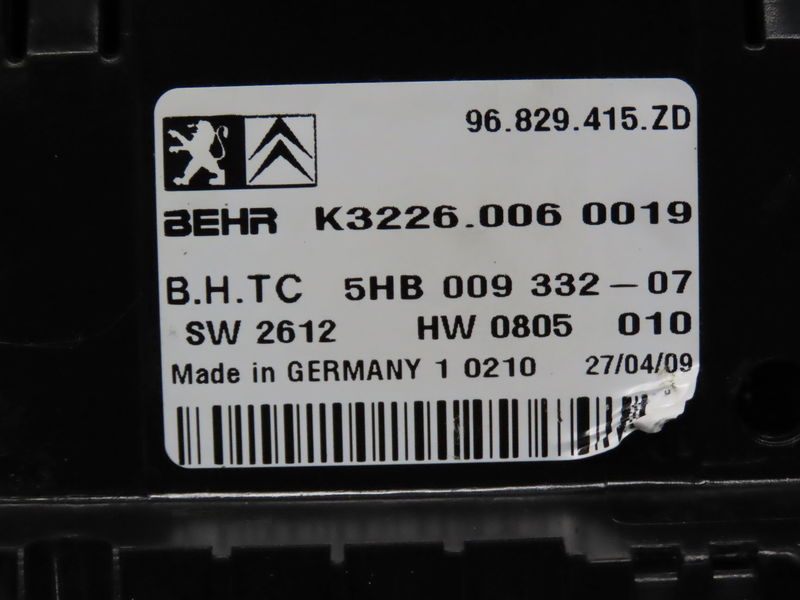 96.829.415.ZD
BEHR K3226.006 0019
B.H.TC 5HB 009 332-07
SW 2612 HW 0805 010
Made in GERMANY 1 0210 27/04/09